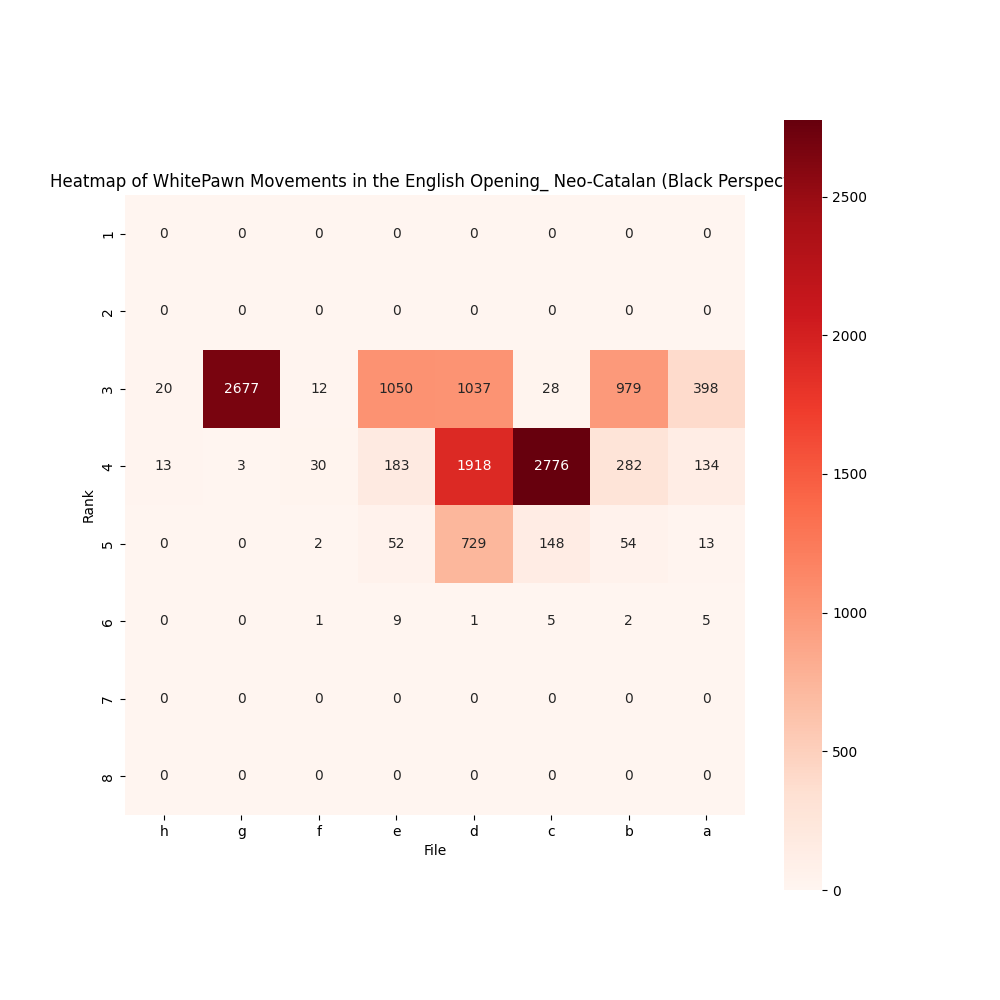 Heatmap of WhitePawn Movements in the English Opening_ Neo-Catalan (Black Perspec
2500
2000
1500
1000
500
0
Rank
1 0 0 0 0 0 0 0 0
2 0 0 0 0 0 0 0 0
3 20 2677 12 1050 1037 28 979 398
4 13 3 30 183 1918 2776 282 134
5 0 0 2 52 729 148 54 13
6 0 0 1 9 1 5 2 5
7 0 0 0 0 0 0 0 0
8 0 0 0 0 0 0 0 0
h g f e d c b a
File